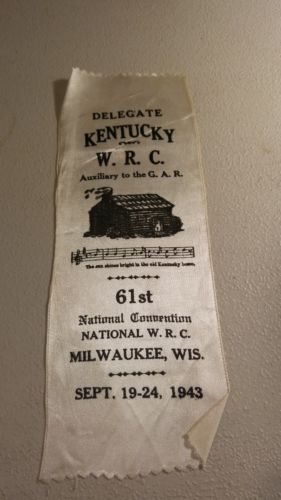 DELEGATE
KENTUCKY
W. R. C.
Auxiliary to the G. A. R.
The sun shines bright in the old Kentucky home,
61st
National Convention
NATIONAL W. R. C.
MILWAUKEE, WIS.
SEPT. 19-24, 1943